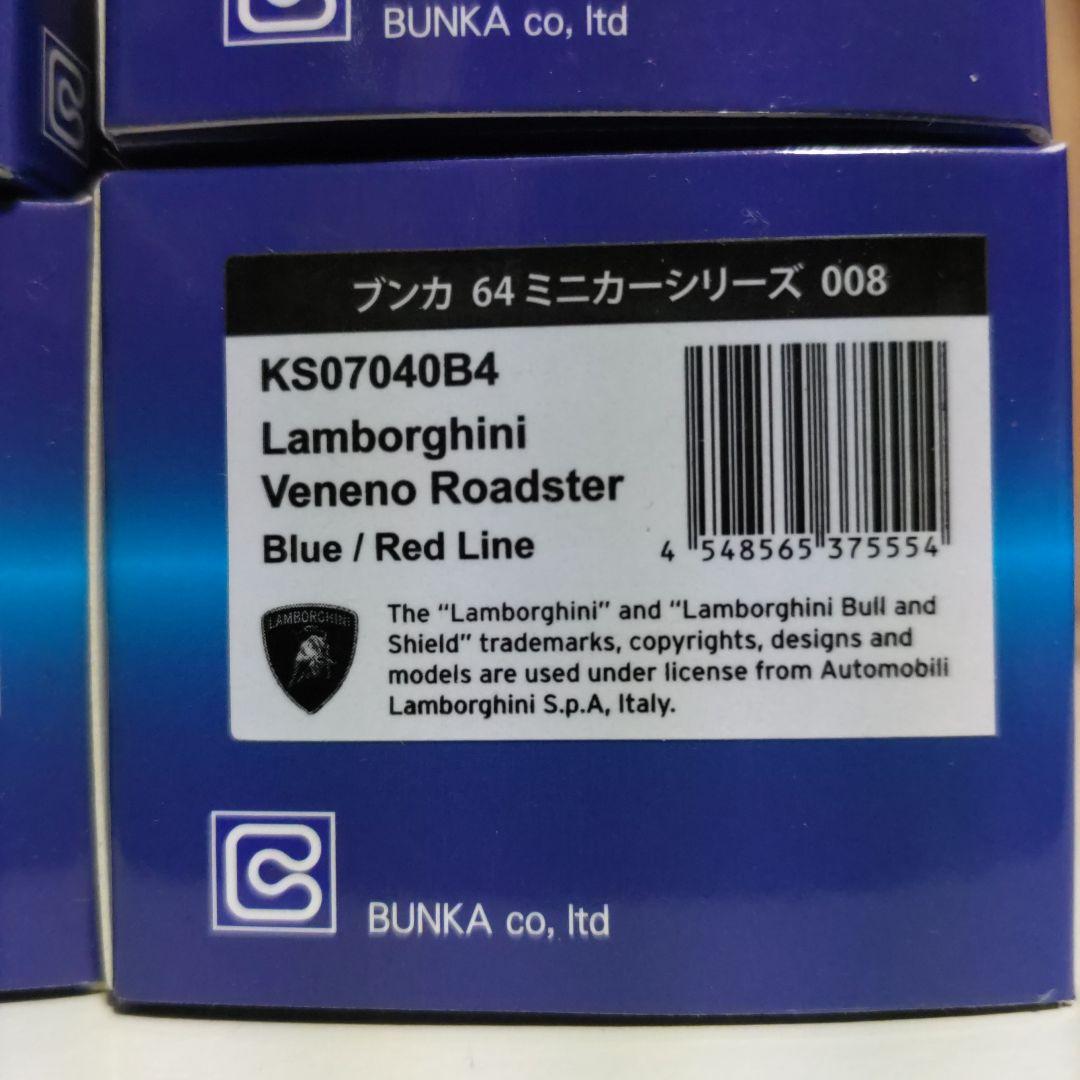 BUNKA co, ltd
ブンカ 64 ミニカーシリーズ 008
KS07040B4
Lamborghini
Veneno Roadster
Blue / Red Line
4 548565 375554
LAMBORGHINI
The “Lamborghini” and “Lamborghini Bull and
Shield” trademarks, copyrights, designs and
models are used under license from Automobili
Lamborghini S.p.A, Italy.
BUNKA co, ltd